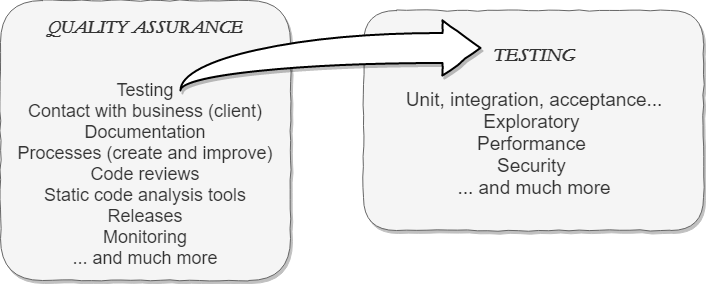 QUALITY ASSURANCE
Testing
Contact with business (client)
Documentation
Processes (create and improve)
Code reviews
Static code analysis tools
Releases
Monitoring
... and much more
TESTING
Unit, integration, acceptance...
Exploratory
Performance
Security
... and much more